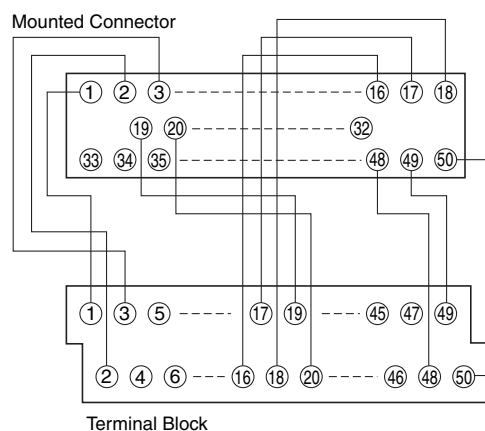 Mounted Connector
1 2 3 16 17 18
19 20 32
33 34 35 48 49 50
1 3 5 17 19 45 47 49
2 4 6 16 18 20 46 48 50
Terminal Block